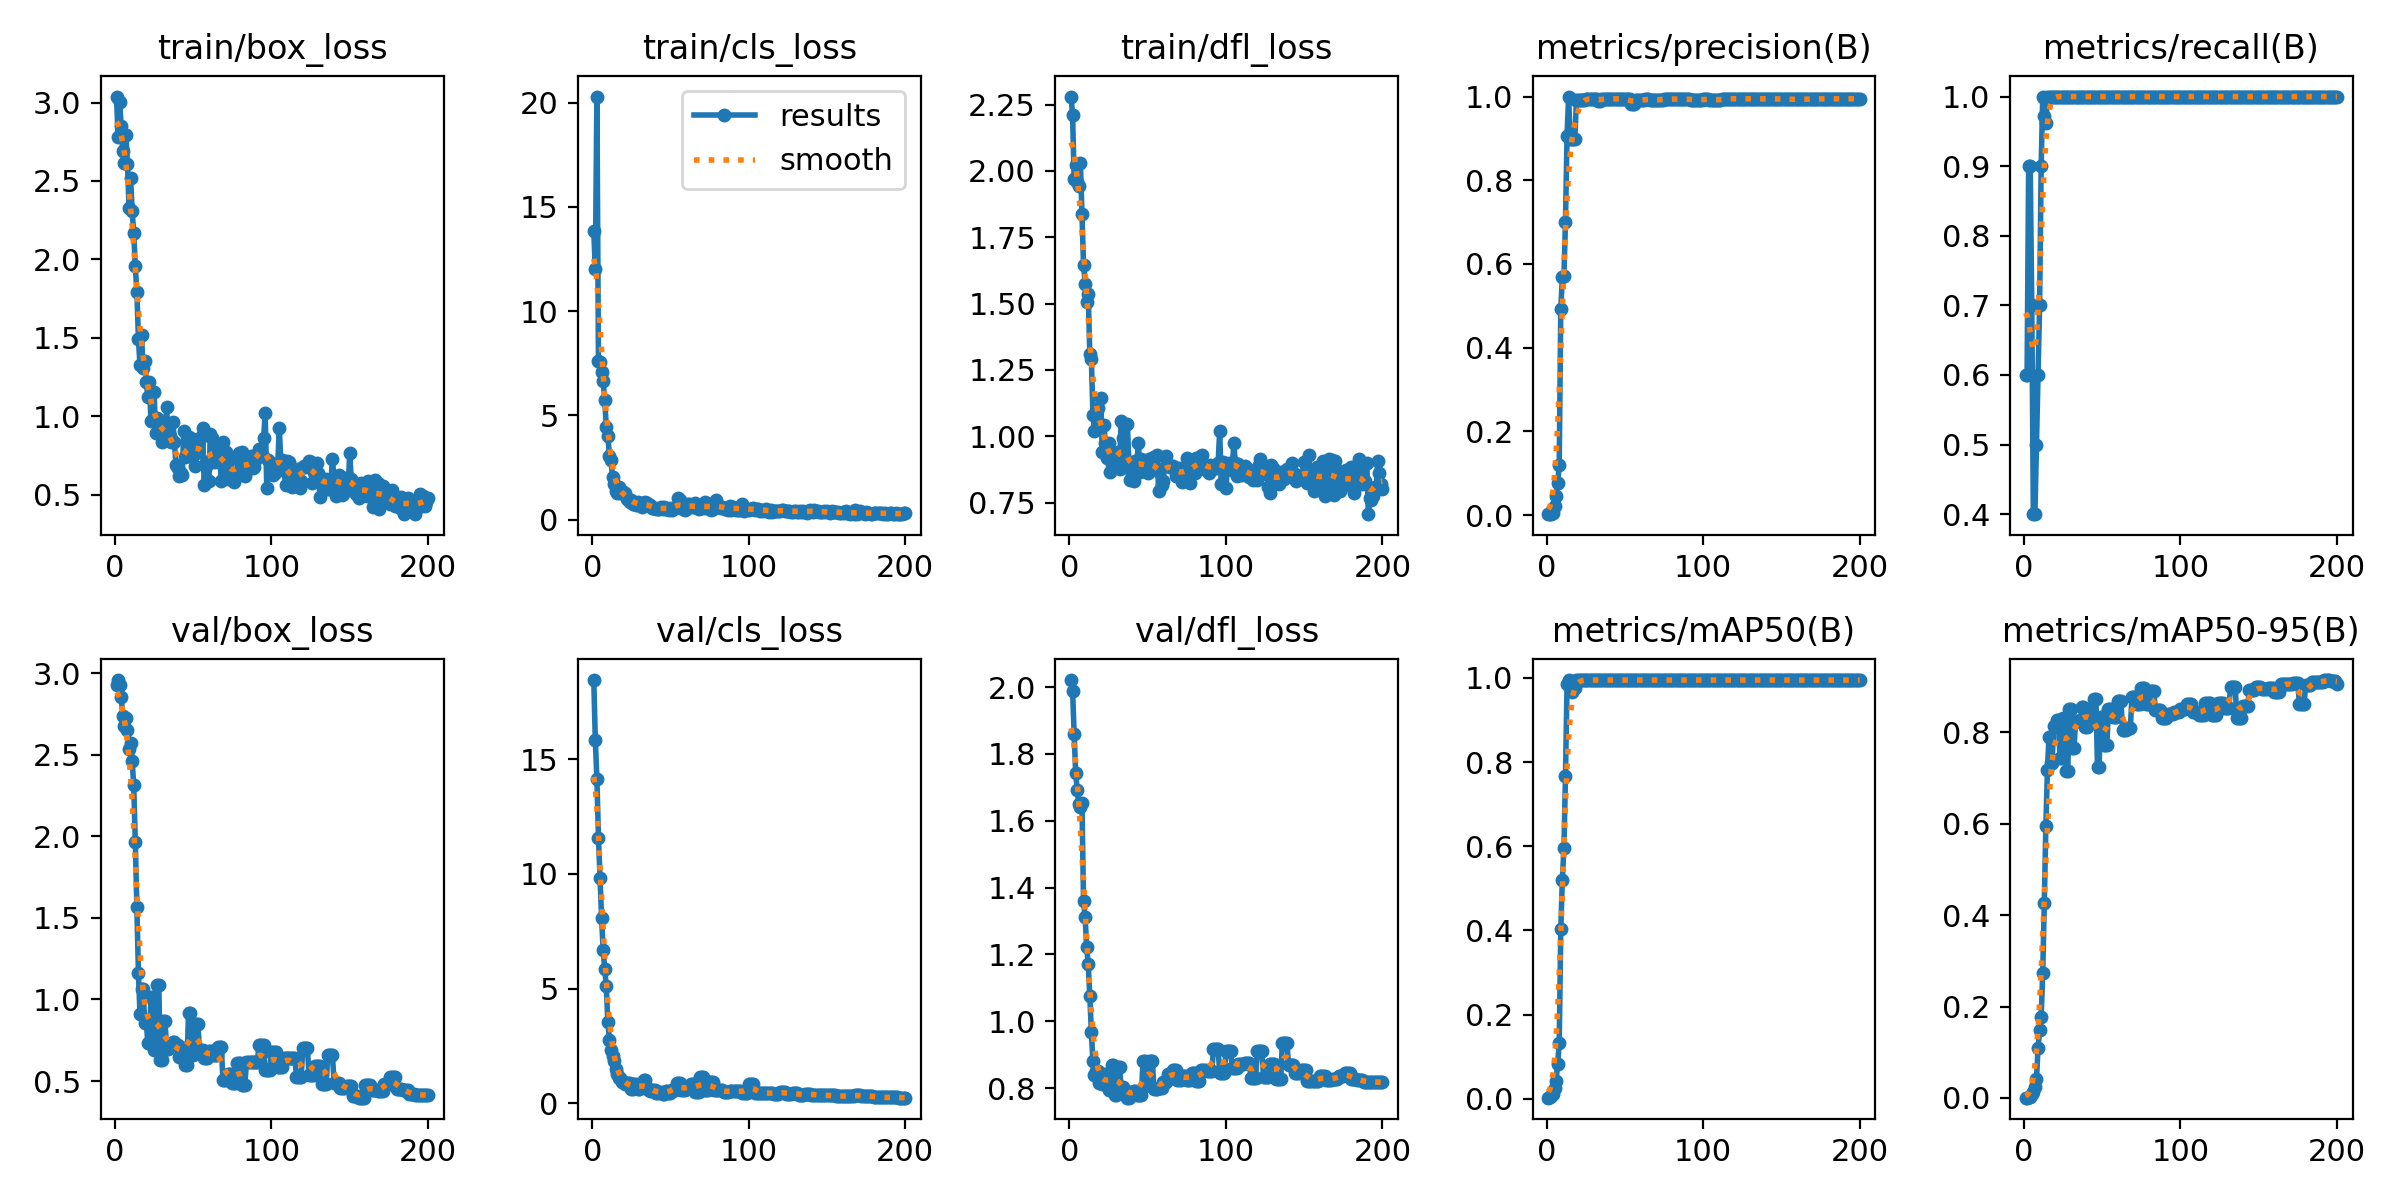 train/box_loss
3.0
2.5
2.0
1.5
1.0
0.5
0 100 200
train/cls_loss
results
smooth
20
15
10
5
0
0 100 200
train/dfl_loss
2.25
2.00
1.75
1.50
1.25
1.00
0.75
0 100 200
metrics/precision(B)
1.0
0.8
0.6
0.4
0.2
0.0
0 100 200
metrics/recall(B)
1.0
0.9
0.8
0.7
0.6
0.5
0.4
0 100 200
val/box_loss
3.0
2.5
2.0
1.5
1.0
0.5
0 100 200
val/cls_loss
15
10
5
0
0 100 200
val/dfl_loss
2.0
1.8
1.6
1.4
1.2
1.0
0.8
0 100 200
metrics/mAP50(B)
1.0
0.8
0.6
0.4
0.2
0.0
0 100 200
metrics/mAP50-95(B)
0.8
0.6
0.4
0.2
0.0
0 100 200